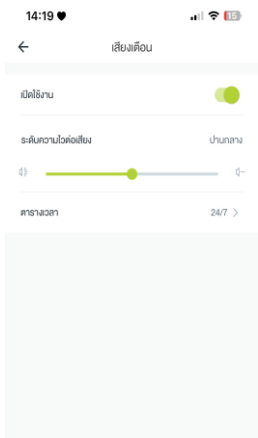 14:19
15
เสียงเตือน
เปิดใช้งาน
ระดับความไวต่อเสียง ปานกลาง
ตารางเวลา 24/7